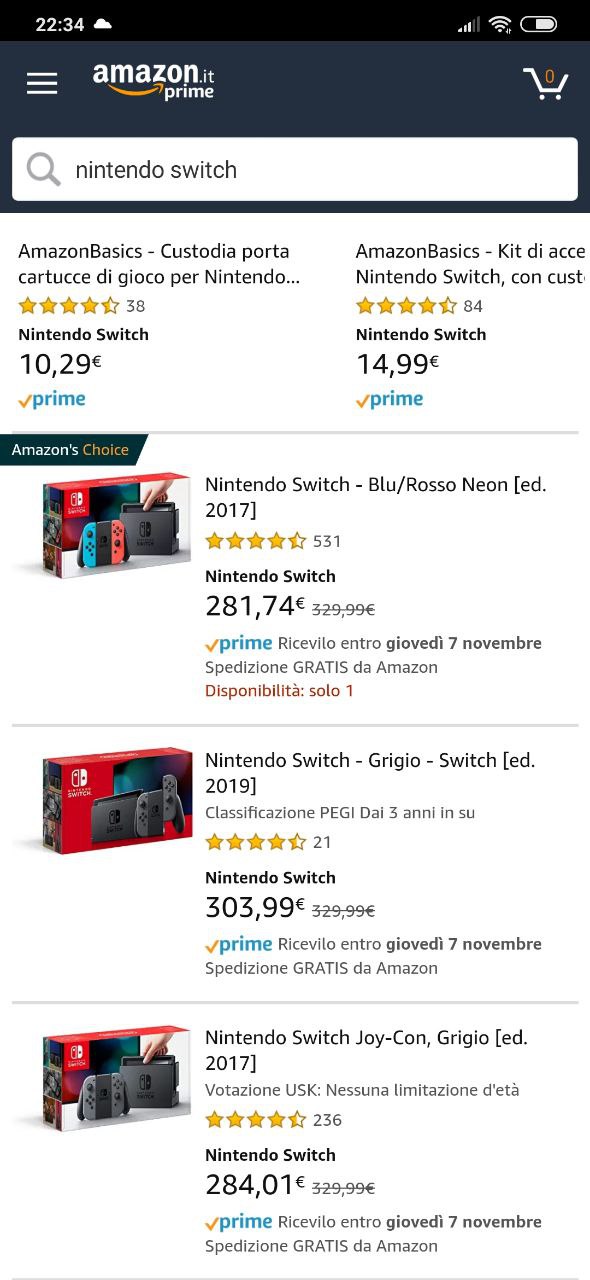 22:34
amazon.it
prime
0
nintendo switch
AmazonBasics - Custodia porta
cartucce di gioco per Nintendo...
38
Nintendo Switch
10,29€
prime
AmazonBasics - Kit di acce
Nintendo Switch, con cust
84
Nintendo Switch
14,99€
prime
Amazon's Choice
Nintendo Switch - Blu/Rosso Neon [ed.
2017]
531
Nintendo Switch
281,74€ 329,99€
prime Ricevilo entro giovedì 7 novembre
Spedizione GRATIS da Amazon
Disponibilità: solo 1
NINTENDO
SWITCH
Nintendo Switch - Grigio - Switch [ed.
2019]
Classificazione PEGI Dai 3 anni in su
21
Nintendo Switch
303,99€ 329,99€
prime Ricevilo entro giovedì 7 novembre
Spedizione GRATIS da Amazon
Nintendo Switch Joy-Con, Grigio [ed.
2017]
Votazione USK: Nessuna limitazione d'età
236
Nintendo Switch
284,01€ 329,99€
prime Ricevilo entro giovedì 7 novembre
Spedizione GRATIS da Amazon